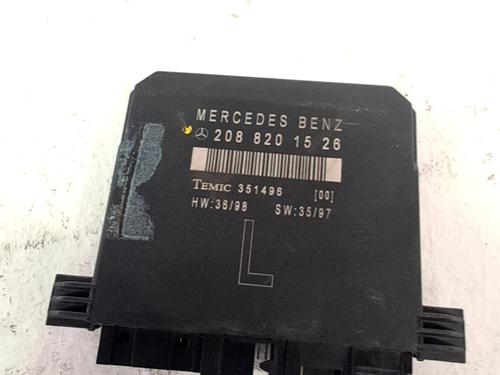 MERCEDES BENZ
208 820 15 26
TEMIC 351496 [00]
HW:36/98 SW:35/97
L